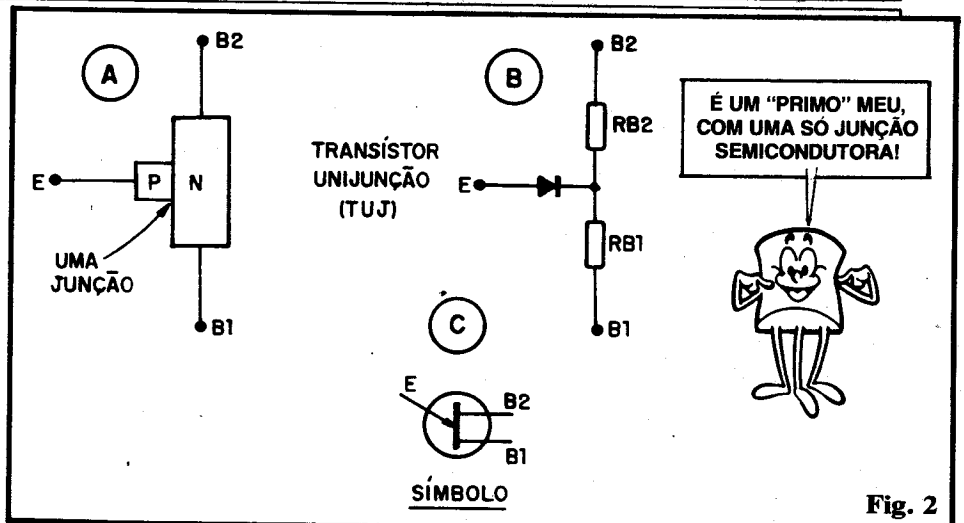 B2
A
E
P
N
UMA
JUNÇÃO
B1
TRANSÍSTOR
UNIJUNÇÃO
(TUJ)
B2
B
RB2
E
RB1
B1
É UM "PRIMO" MEU,
COM UMA SÓ JUNÇÃO
SEMICONDUTORA!
C
E
B2
B1
SÍMBOLO
Fig. 2